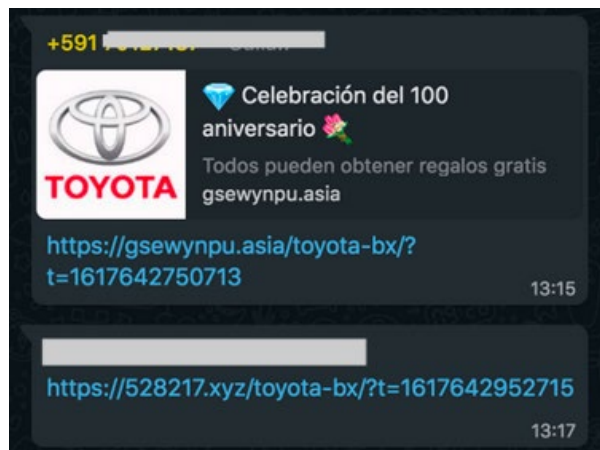 +591
💎 Celebración del 100
aniversario 💐
Todos pueden obtener regalos gratis
gsewynpu.asia
TOYOTA
https://gsewynpu.asia/toyota-bx/?
t=1617642750713
13:15
https://528217.xyz/toyota-bx/?t=1617642952715
13:17